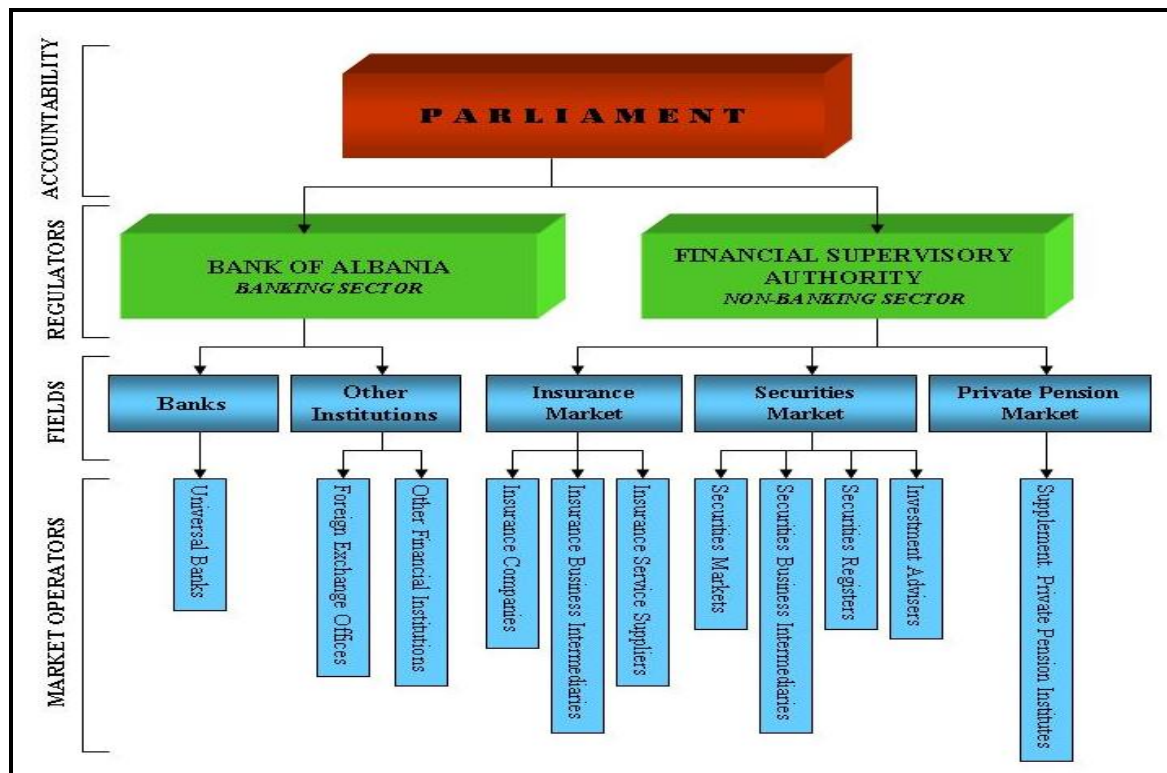 ACCOUNTABILITY
PARLIAMENT
REGULATORS
BANK OF ALBANIA
BANKING SECTOR
FINANCIAL SUPERVISORY
AUTHORITY
NON-BANKING SECTOR
FIELDS
Banks
Other
Institutions
Insurance
Market
Securities
Market
Private Pension
Market
MARKET OPERATORS
Universal Banks
Foreign Exchange Offices
Other Financial Institutions
Insurance Companies
Insurance Business Intermediaries
Insurance Service Suppliers
Securities Markets
Securities Business Intermediaries
Securities Registers
Investment Advisers
Supplement. Private Pension Institutes